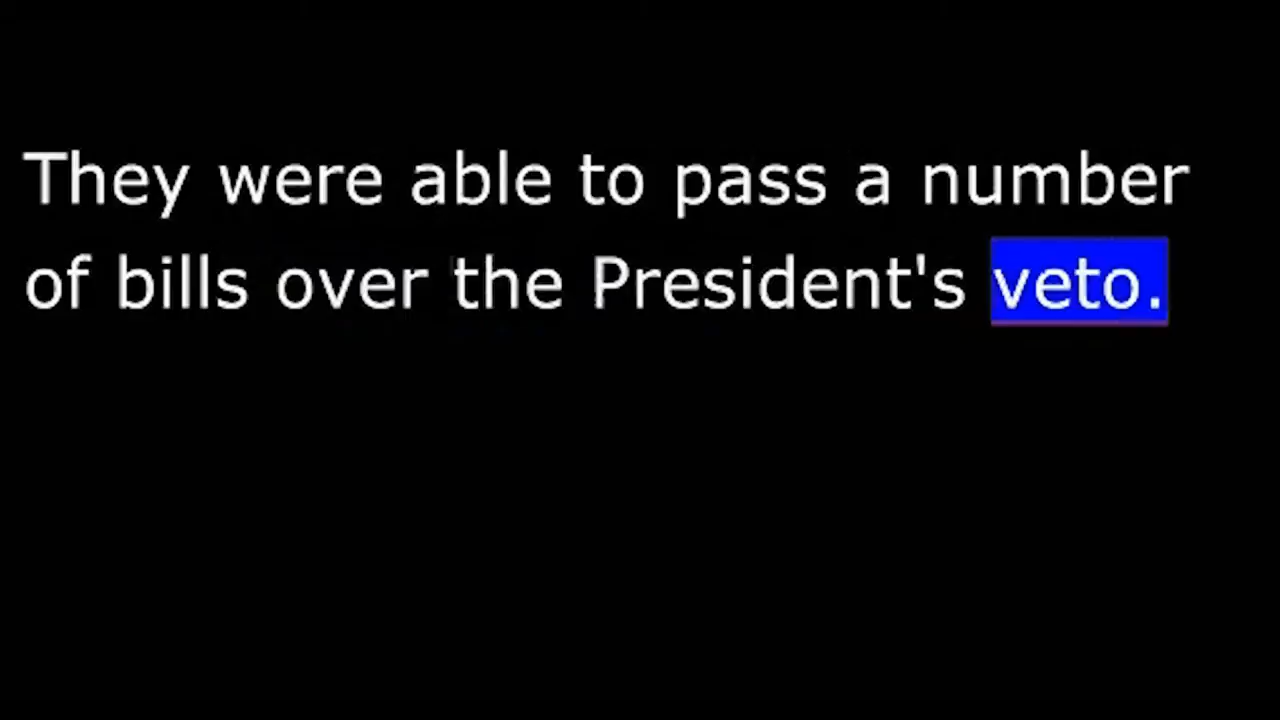 They were able to pass a number
of bills over the President's veto.